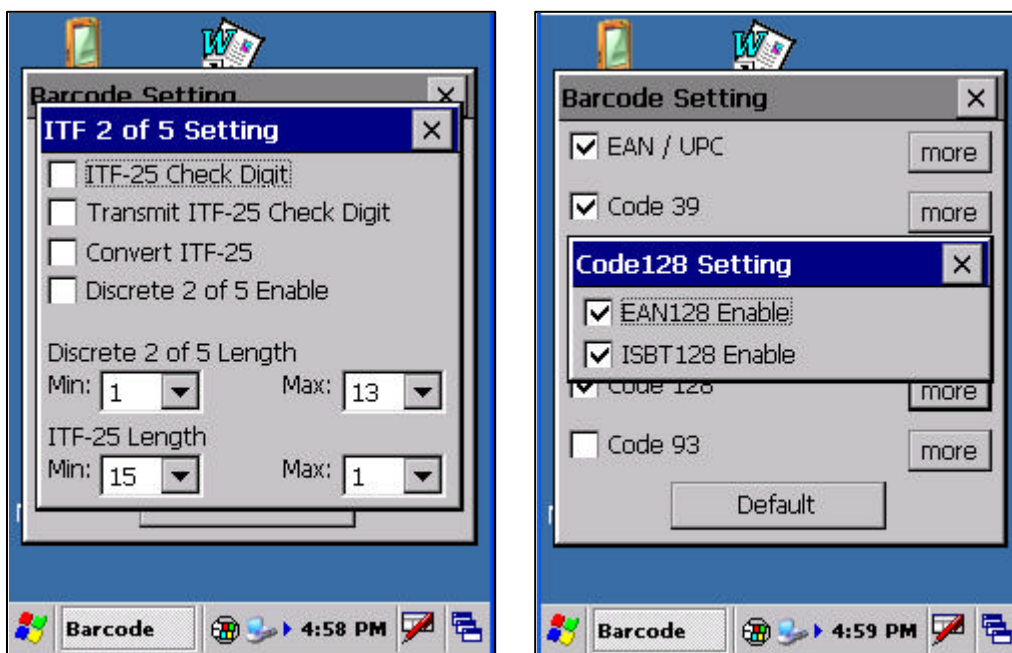 Barcode Setting
ITF 2 of 5 Setting
ITF-25 Check Digit
Transmit ITF-25 Check Digit
Convert ITF-25
Discrete 2 of 5 Enable
Discrete 2 of 5 Length
Min: 1 Max: 13
ITF-25 Length
Min: 15 Max: 1
Barcode 4:58 PM
Barcode Setting
EAN / UPC more
Code 39 more
Code128 Setting
EAN128 Enable
ISBT128 Enable
Code 128 more
Code 93 more
Default
Barcode 4:59 PM